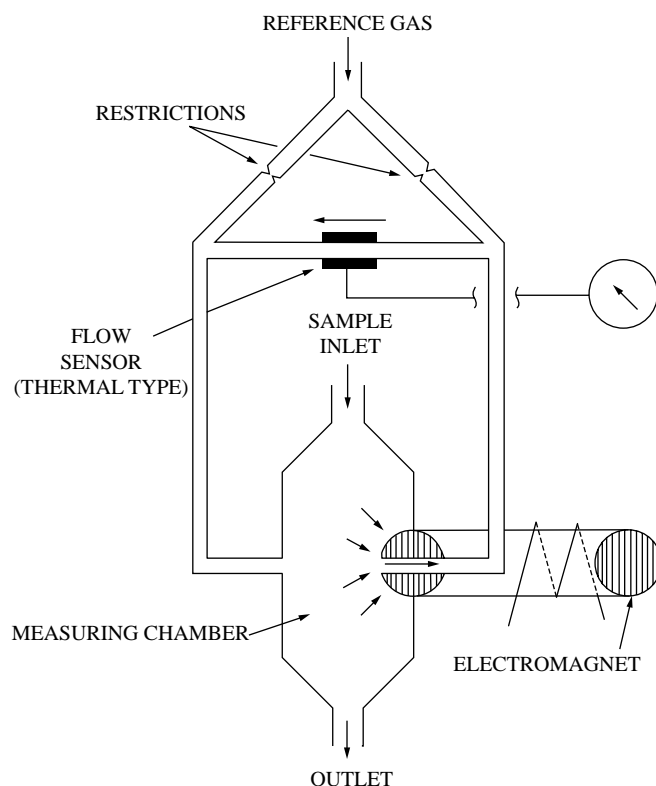 REFERENCE GAS
RESTRICTIONS
FLOW
SENSOR
(THERMAL TYPE)
SAMPLE
INLET
MEASURING CHAMBER
ELECTROMAGNET
OUTLET